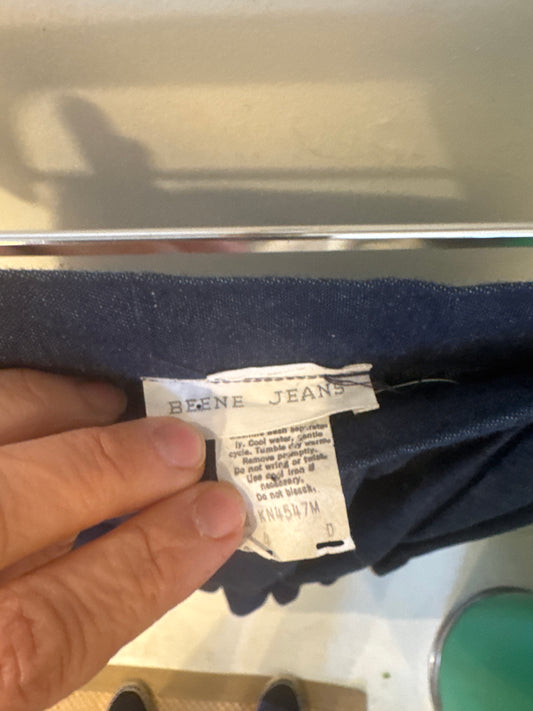 BEENE JEANS
wash separate
ly. Cool water, gentle
cycle. Tumble dry warm.
Remove promptly.
Do not wring or twist.
Use cool iron if
necessary.
Do not bleach.
KN4547M
D